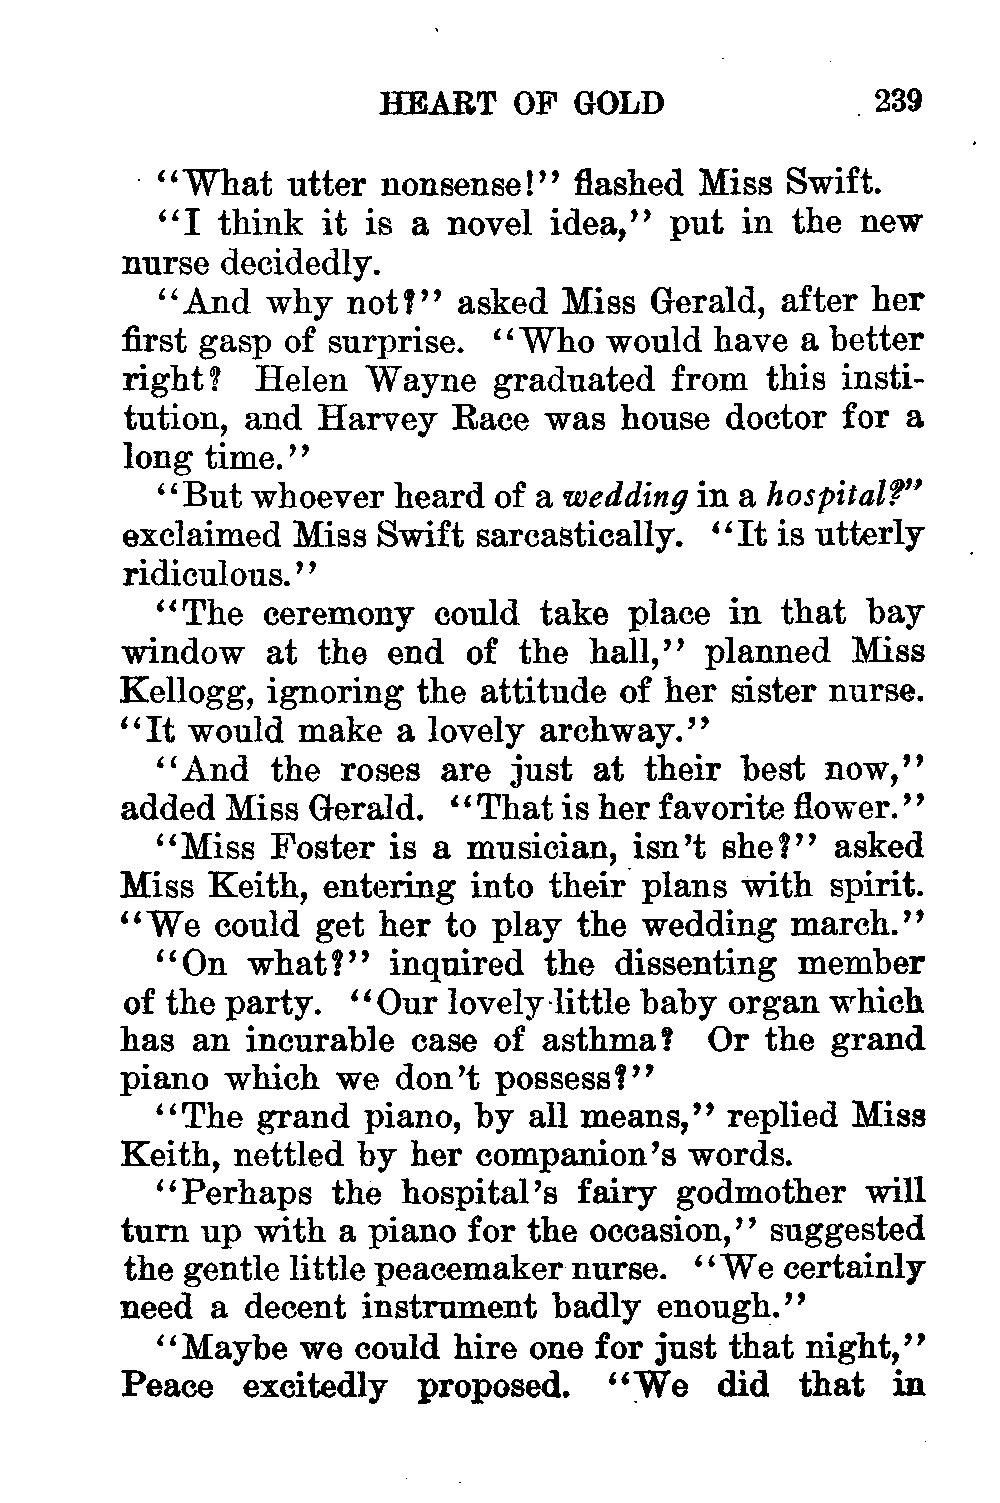 HEART OF GOLD 239
“What utter nonsense!” flashed Miss Swift.
“I think it is a novel idea,” put in the new
nurse decidedly.
“And why not?” asked Miss Gerald, after her
first gasp of surprise. “Who would have a better
right? Helen Wayne graduated from this insti-
tution, and Harvey Race was house doctor for a
long time.”
“But whoever heard of a wedding in a hospital?”
exclaimed Miss Swift sarcastically. “It is utterly
ridiculous.”
“The ceremony could take place in that bay
window at the end of the hall,” planned Miss
Kellogg, ignoring the attitude of her sister nurse.
“It would make a lovely archway.”
“And the roses are just at their best now,”
added Miss Gerald. “That is her favorite flower.”
“Miss Foster is a musician, isn’t she?” asked
Miss Keith, entering into their plans with spirit.
“We could get her to play the wedding march.”
“On what?” inquired the dissenting member
of the party. “Our lovely little baby organ which
has an incurable case of asthma? Or the grand
piano which we don’t possess?”
“The grand piano, by all means,” replied Miss
Keith, nettled by her companion’s words.
“Perhaps the hospital’s fairy godmother will
turn up with a piano for the occasion,” suggested
the gentle little peacemaker nurse. “We certainly
need a decent instrument badly enough.”
“Maybe we could hire one for just that night,”
Peace excitedly proposed. “We did that in